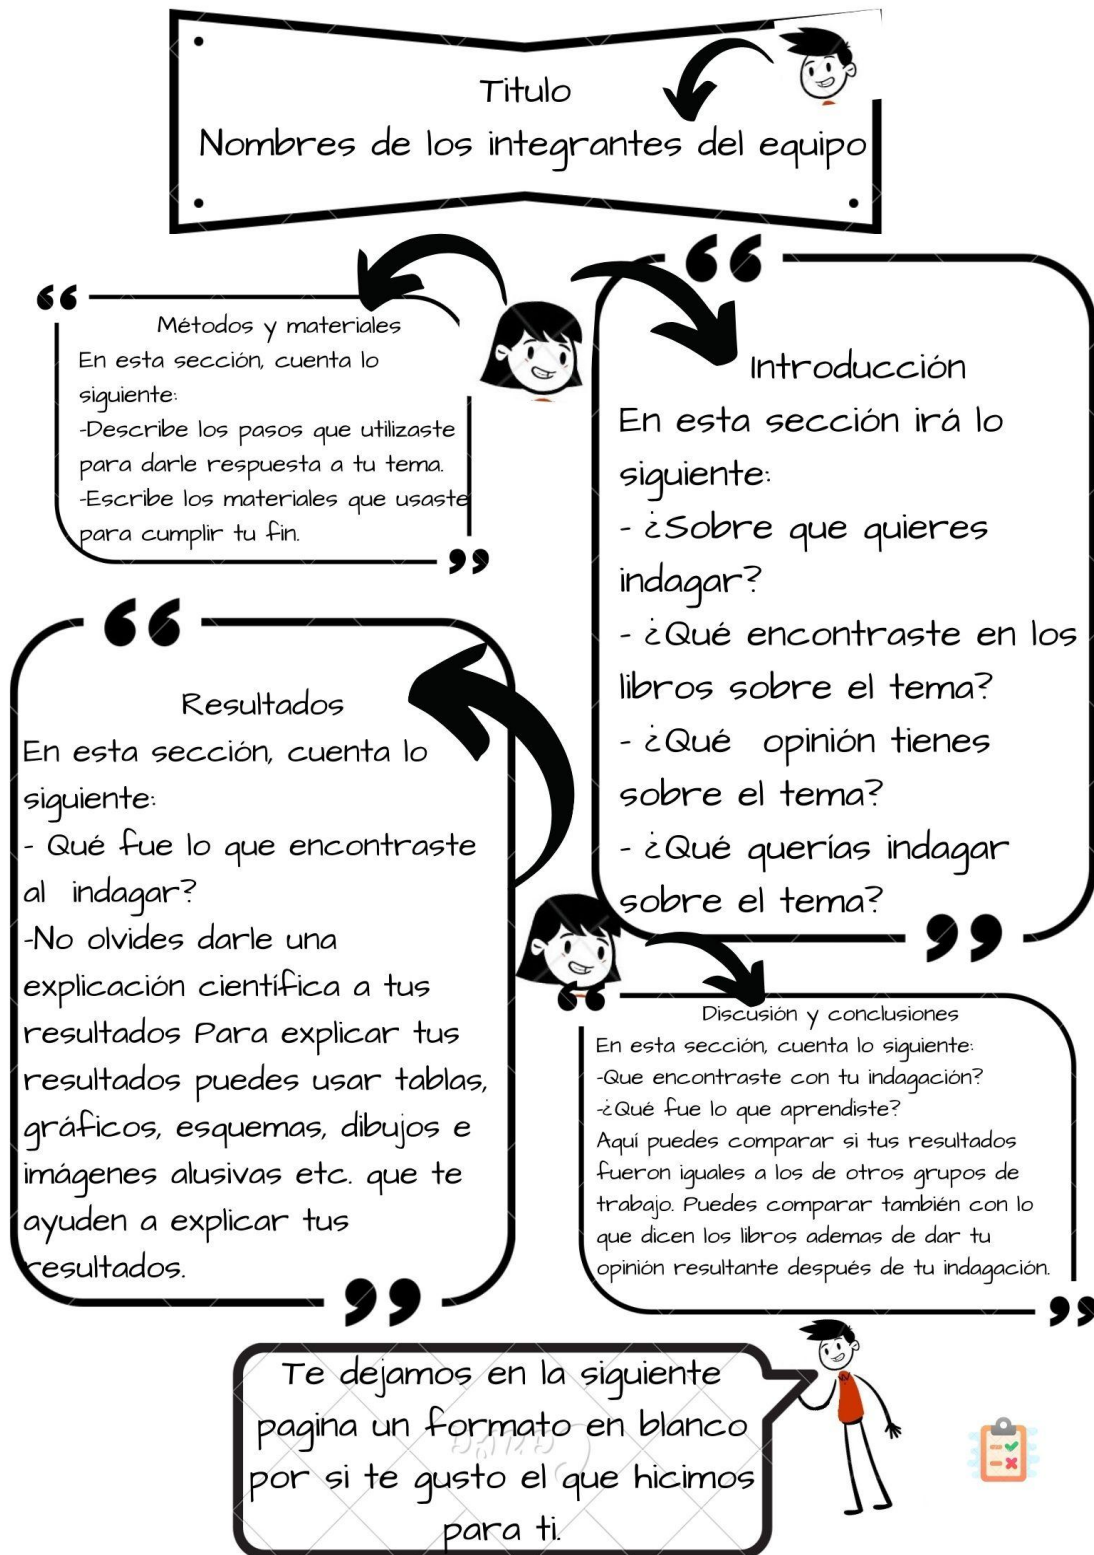 Titulo
Nombres de los integrantes del equipo
Métodos y materiales
En esta sección, cuenta lo
siguiente:
-Describe los pasos que utilizaste
para darle respuesta a tu tema.
-Escribe los materiales que usaste
para cumplir tu fin.
Introducción
En esta sección irá lo
siguiente:
- ¿Sobre que quieres
indagar?
- ¿Qué encontraste en los
libros sobre el tema?
- ¿Qué opinión tienes
sobre el tema?
- ¿Qué querías indagar
sobre el tema?
Resultados
En esta sección, cuenta lo
siguiente:
- Qué fue lo que encontraste
al indagar?
-No olvides darle una
explicación científica a tus
resultados Para explicar tus
resultados puedes usar tablas,
gráficos, esquemas, dibujos e
imágenes alusivas etc. que te
ayuden a explicar tus
resultados.
Discusión y conclusiones
En esta sección, cuenta lo siguiente:
-Que encontraste con tu indagación?
-¿Qué fue lo que aprendiste?
Aquí puedes comparar si tus resultados
fueron iguales a los de otros grupos de
trabajo. Puedes comparar también con lo
que dicen los libros ademas de dar tu
opinión resultante después de tu indagación.
Te dejamos en la siguiente
pagina un formato en blanco
por si te gusto el que hicimos
para ti.